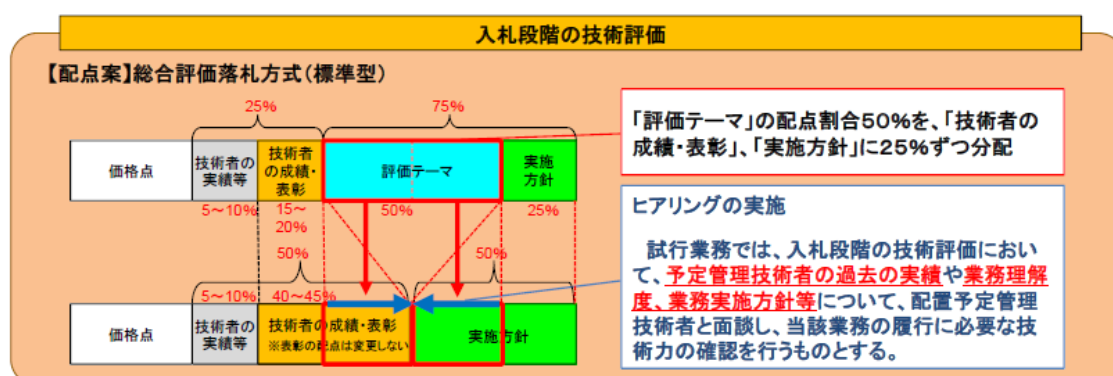 入札段階の技術評価
【配点案】総合評価落札方式(標準型)
25%
75%
価格点
技術者の
実績等
技術者
の成績・
表彰
評価テーマ
実施
方針
5～10%
15～
20%
50%
25%
50%
50%
5～10%
40～45%
価格点
技術者の
実績等
技術者の成績・表彰
※表彰の配点は変更しない
実施方針
「評価テーマ」の配点割合50%を、「技術者の
成績・表彰」、「実施方針」に25%ずつ分配
ヒアリングの実施
試行業務では、入札段階の技術評価におい
て、予定管理技術者の過去の実績や業務理解
度、業務実施方針等について、配置予定管理
技術者と面談し、当該業務の履行に必要な技
術力の確認を行うものとする。